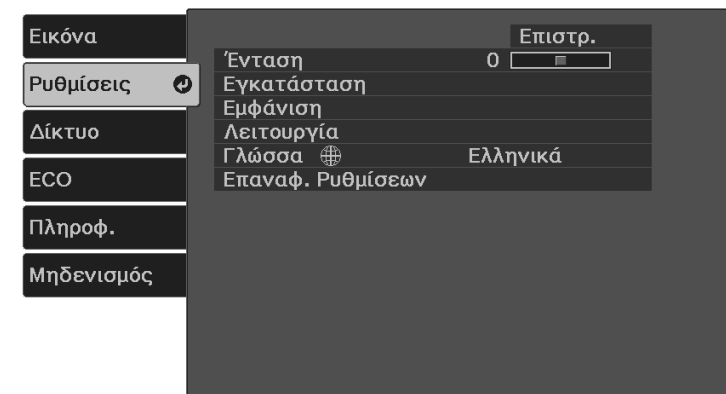 Εικόνα
Ρυθμίσεις
Δίκτυο
ECO
Πληροφ.
Μηδενισμός
Επιστρ.
Ένταση 0
Εγκατάσταση
Εμφάνιση
Λειτουργία
Γλώσσα Ελληνικά
Επαναφ. Ρυθμίσεων